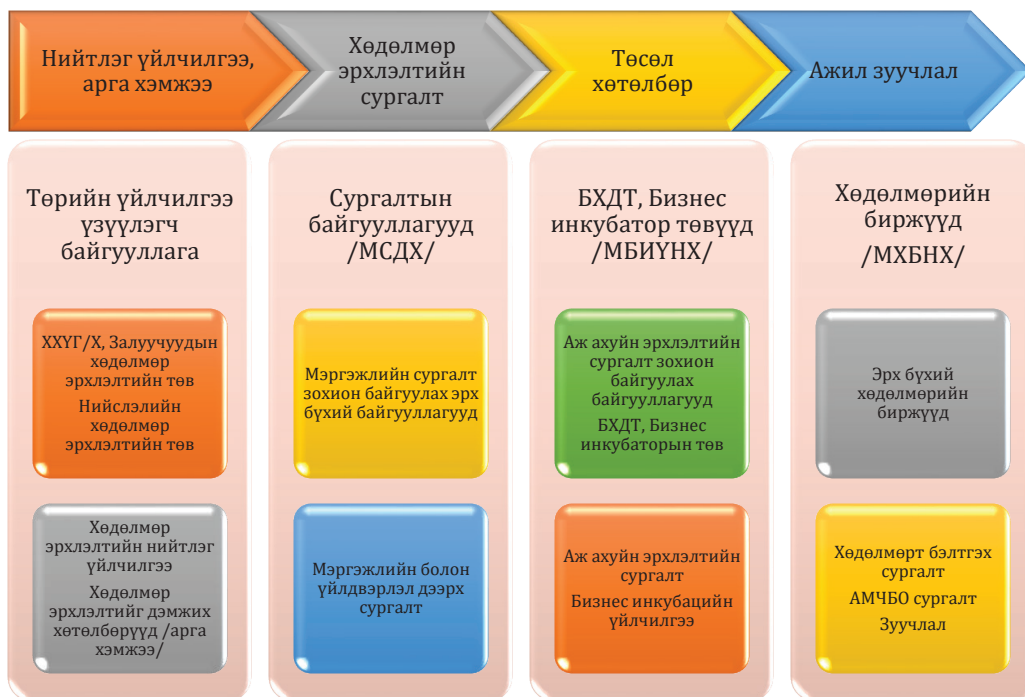 Нийтлэг үйлчилгээ,
арга хэмжээ
Хөдөлмөр
эрхлэлтийн
сургалт
Төсөл
хөтөлбөр
Ажил зуучлал
Төрийн үйлчилгээ
үзүүлэгч
байгууллага
ХХҮГ/Х, Залуучуудын
хөдөлмөр
эрхлэлтийн төв
Нийслэлийн
хөдөлмөр
эрхлэлтийн төв
Хөдөлмөр
эрхлэлтийн нийтлэг
үйлчилгээ
Хөдөлмөр
эрхлэлтийг дэмжих
хөтөлбөрүүд /арга
хэмжээ/
Сургалтын
байгууллагууд
/МСДХ/
Мэргэжлийн сургалт
зохион байгуулах эрх
бүхий байгууллагууд
Мэргэжлийн болон
үйлдвэрлэл дээрх
сургалт
БХДТ, Бизнес
инкубатор төвүүд
/МБИҮНХ/
Аж ахуйн эрхлэлтийн
сургалт зохион
байгуулах
байгууллагууд
БХДТ, Бизнес
инкубаторын төв
Аж ахуйн эрхлэлтийн
сургалт
Бизнес инкубацийн
үйлчилгээ
Хөдөлмөрийн
биржүүд
/МХБНХ/
Эрх бүхий
хөдөлмөрийн
биржүүд
Хөдөлмөрт бэлтгэх
сургалт
АМЧБО сургалт
Зуучлал